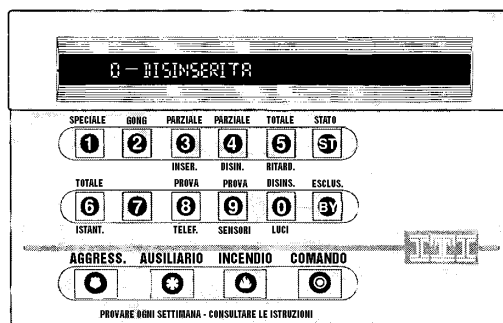 0 — DISINSERITA
SPECIALE GONG PARZIALE PARZIALE TOTALE STATO
1 2 3 4 5 ST
INSER. DISIN. RITARD.
TOTALE PROVA PROVA DISINS. ESCLUS.
6 7 8 9 0 BY
ISTANT. TELEF. SENSORI LUCI
ITI
AGGRESS. AUSILIARIO INCENDIO COMANDO
PROVARE OGNI SETTIMANA - CONSULTARE LE ISTRUZIONI